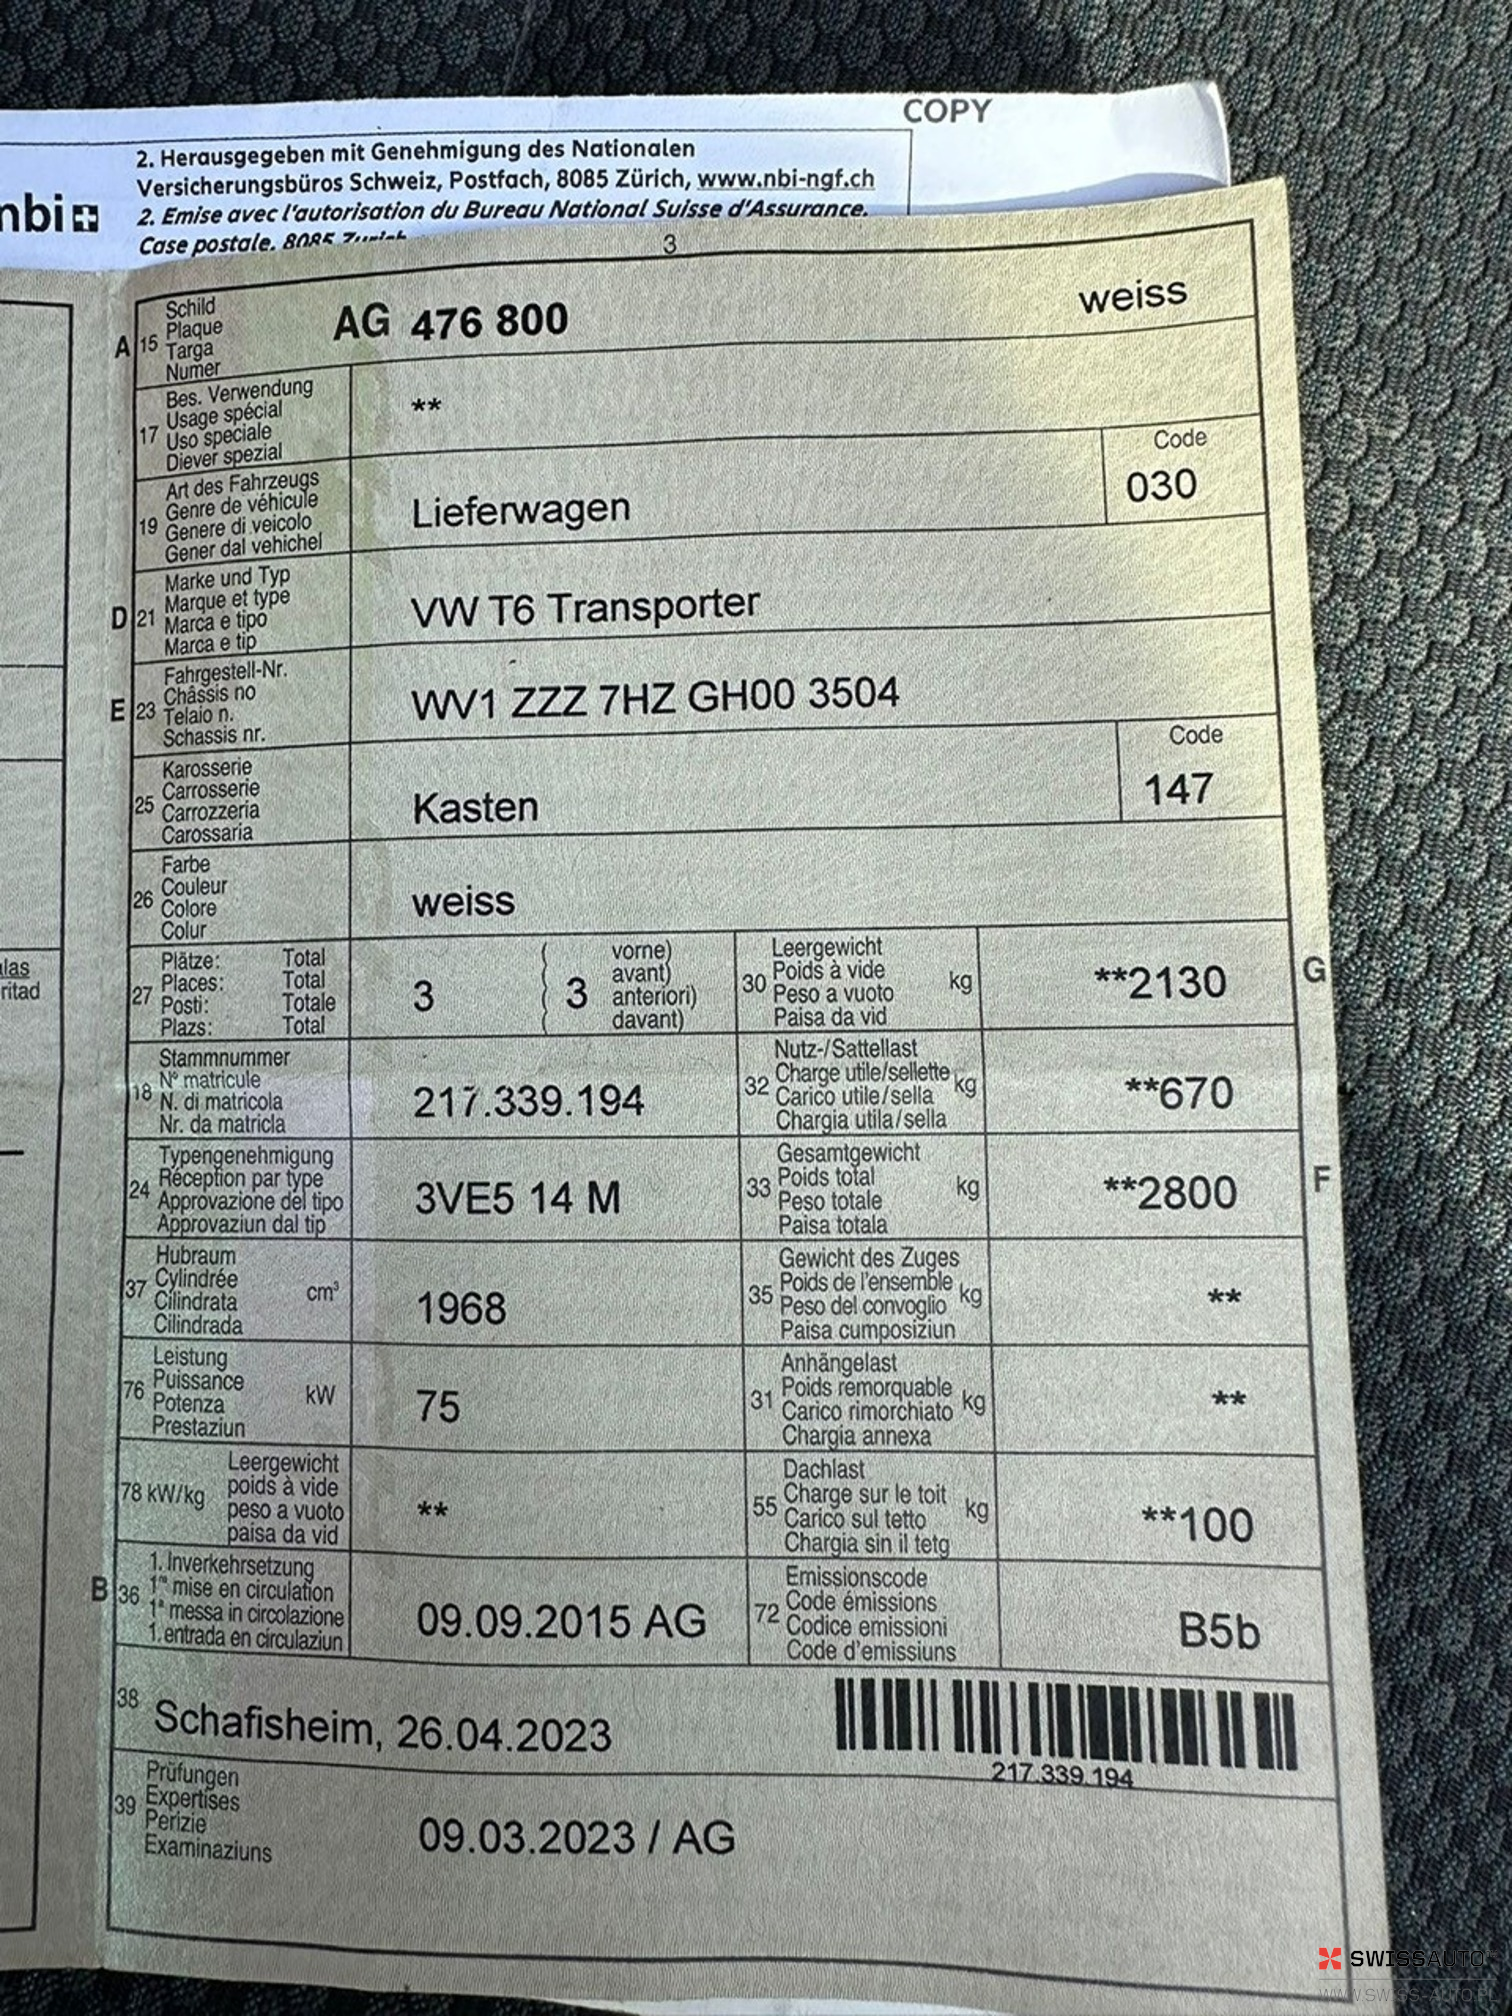 COPY
nbi
2. Herausgegeben mit Genehmigung des Nationalen
Versicherungsbüros Schweiz, Postfach, 8085 Zürich, www.nbi-ngf.ch
2. Emise avec l'autorisation du Bureau National Suisse d'Assurance.
Case postale, 8085 Zurich
3
A 15 Schild
Plaque
Targa
Numer
AG 476 800 weiss
17 Bes. Verwendung
Usage spécial
Uso speciale
Diever spezial
**
19 Art des Fahrzeugs
Genre de véhicule
Genere di veicolo
Gener dal vehichel
Lieferwagen
Code
030
D 21 Marke und Typ
Marque et type
Marca e tipo
Marca e tip
VW T6 Transporter
E 23 Fahrgestell-Nr.
Châssis no
Telaio n.
Schassis nr.
WV1 ZZZ 7HZ GH00 3504
25 Karosserie
Carrosserie
Carrozzeria
Carossaria
Kasten
Code
147
26 Farbe
Couleur
Colore
Colur
weiss
27 Plätze: Total
Places: Total
Posti: Totale
Plazs: Total
3 ( 3 vorne)
avant)
anteriori)
davant)
30 Leergewicht
Poids à vide
Peso a vuoto
Paisa da vid
kg **2130 G
18 Stammnummer
N° matricule
N. di matricola
Nr. da matricla
217.339.194
32 Nutz-/Sattellast
Charge utile/sellette
Carico utile/sella
Chargia utila/sella
kg **670
24 Typengenehmigung
Réception par type
Approvazione del tipo
Approvaziun dal tip
3VE5 14 M
33 Gesamtgewicht
Poids total
Peso totale
Paisa totala
kg **2800 F
37 Hubraum
Cylindrée
Cilindrata
Cilindrada
cm³ 1968
35 Gewicht des Zuges
Poids de l'ensemble
Peso del convoglio
Paisa cumposiziun
kg **
76 Leistung
Puissance
Potenza
Prestaziun
kW 75
31 Anhängelast
Poids remorquable
Carico rimorchiato
Chargia annexa
kg **
78 kW/kg Leergewicht
poids à vide
peso a vuoto
paisa da vid
**
55 Dachlast
Charge sur le toit
Carico sul tetto
Chargia sin il tetg
kg **100
B 36 1. Inverkehrsetzung
1re mise en circulation
1a messa in circolazione
1. entrada en circulaziun
09.09.2015 AG
72 Emissionscode
Code émissions
Codice emissioni
Code d'emissiuns
B5b
38 Schafisheim, 26.04.2023
217.339.194
39 Prüfungen
Expertises
Perizie
Examinaziuns
09.03.2023 / AG
las
ritad
SWISSAUTO
WWW.SWISS-AUTO.PL